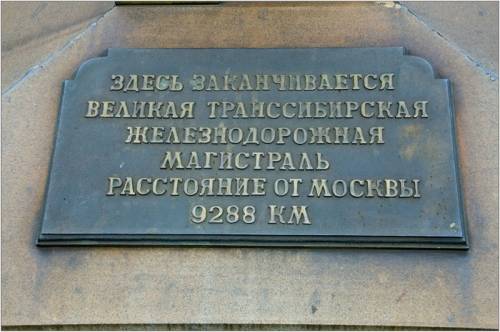 ЗДЕСЬ ЗАКАНЧИВАЕТСЯ
ВЕЛИКАЯ ТРАНССИБИРСКАЯ
ЖЕЛЕЗНОДОРОЖНАЯ
МАГИСТРАЛЬ
РАССТОЯНИЕ ОТ МОСКВЫ
9288 КМ